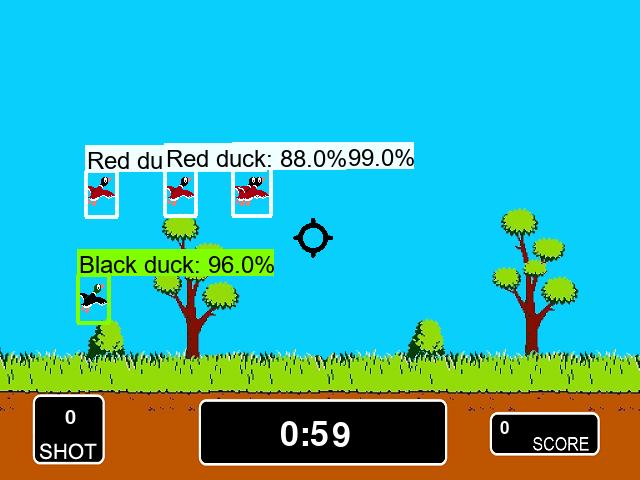 Red du
Red duck: 88.0%
99.0%
Black duck: 96.0%
0
SHOT
0:59
0
SCORE